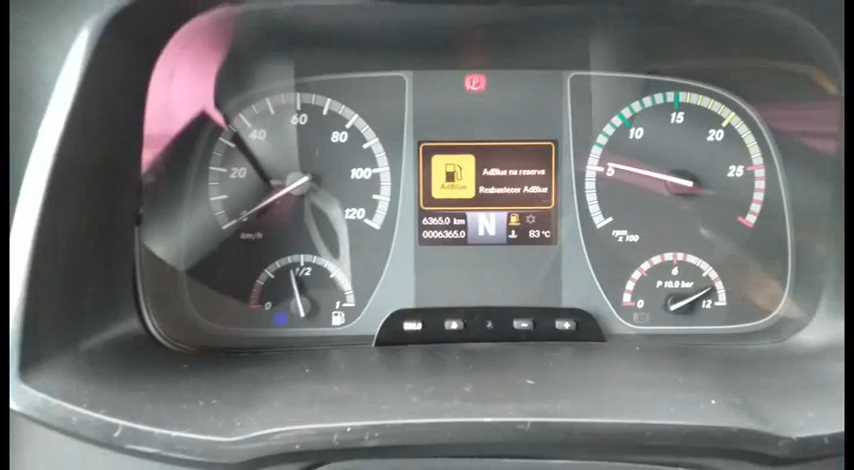 20
40
60
80
100
120
km/h
0
1/2
1
AdBlue
AdBlue na reserva
Reabastecer AdBlue
6365.0 km
0006365.0
N
83 °C
P
5
10
15
20
25
rpm
x 100
0
6
12
P 10.0 bar
−
+